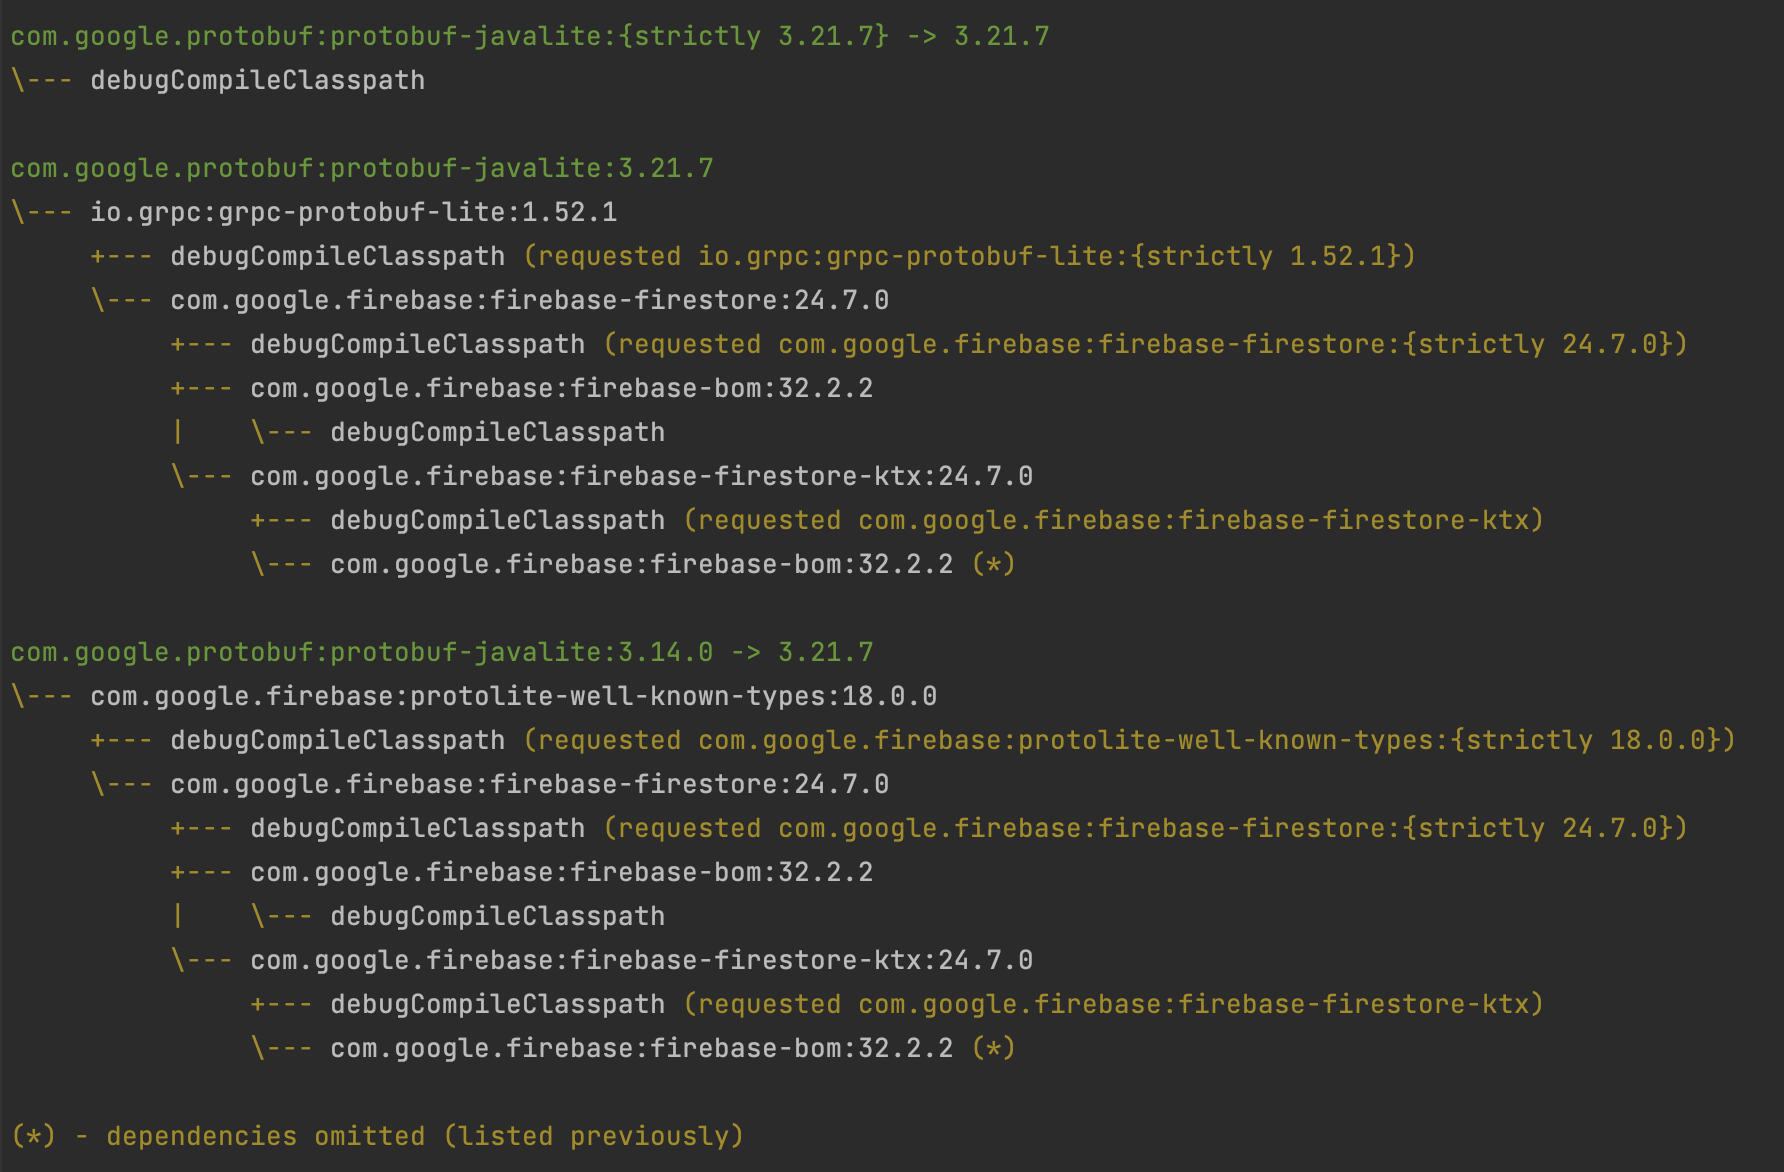 com.google.protobuf:protobuf-javalite:{strictly 3.21.7} -> 3.21.7
\--- debugCompileClasspath

com.google.protobuf:protobuf-javalite:3.21.7
\--- io.grpc:grpc-protobuf-lite:1.52.1
     +--- debugCompileClasspath (requested io.grpc:grpc-protobuf-lite:{strictly 1.52.1})
     \--- com.google.firebase:firebase-firestore:24.7.0
          +--- debugCompileClasspath (requested com.google.firebase:firebase-firestore:{strictly 24.7.0})
          +--- com.google.firebase:firebase-bom:32.2.2
          |    \--- debugCompileClasspath
          \--- com.google.firebase:firebase-firestore-ktx:24.7.0
               +--- debugCompileClasspath (requested com.google.firebase:firebase-firestore-ktx)
               \--- com.google.firebase:firebase-bom:32.2.2 (*)

com.google.protobuf:protobuf-javalite:3.14.0 -> 3.21.7
\--- com.google.firebase:protolite-well-known-types:18.0.0
     +--- debugCompileClasspath (requested com.google.firebase:protolite-well-known-types:{strictly 18.0.0})
     \--- com.google.firebase:firebase-firestore:24.7.0
          +--- debugCompileClasspath (requested com.google.firebase:firebase-firestore:{strictly 24.7.0})
          +--- com.google.firebase:firebase-bom:32.2.2
          |    \--- debugCompileClasspath
          \--- com.google.firebase:firebase-firestore-ktx:24.7.0
               +--- debugCompileClasspath (requested com.google.firebase:firebase-firestore-ktx)
               \--- com.google.firebase:firebase-bom:32.2.2 (*)

(*) - dependencies omitted (listed previously)